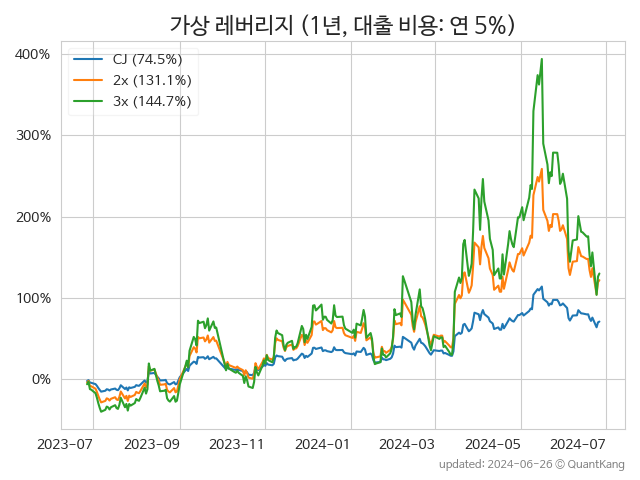 가상 레버리지 (1년, 대출 비용: 연 5%)
400%
300%
200%
100%
0%
CJ (74.5%)
2x (131.1%)
3x (144.7%)
2023-07
2023-09
2023-11
2024-01
2024-03
2024-05
2024-07
updated: 2024-06-26 © QuantKang